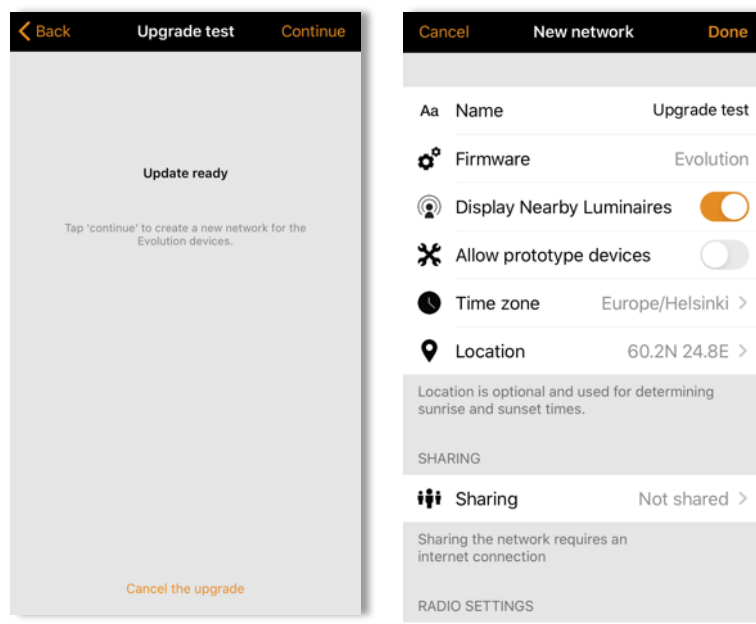 Back Upgrade test Continue
Update ready
Tap 'continue' to create a new network for the
Evolution devices.
Cancel the upgrade
Cancel New network Done
Aa Name Upgrade test
Firmware Evolution
Display Nearby Luminaires
Allow prototype devices
Time zone Europe/Helsinki
Location 60.2N 24.8E
Location is optional and used for determining
sunrise and sunset times.
SHARING
Sharing Not shared
Sharing the network requires an
internet connection
RADIO SETTINGS